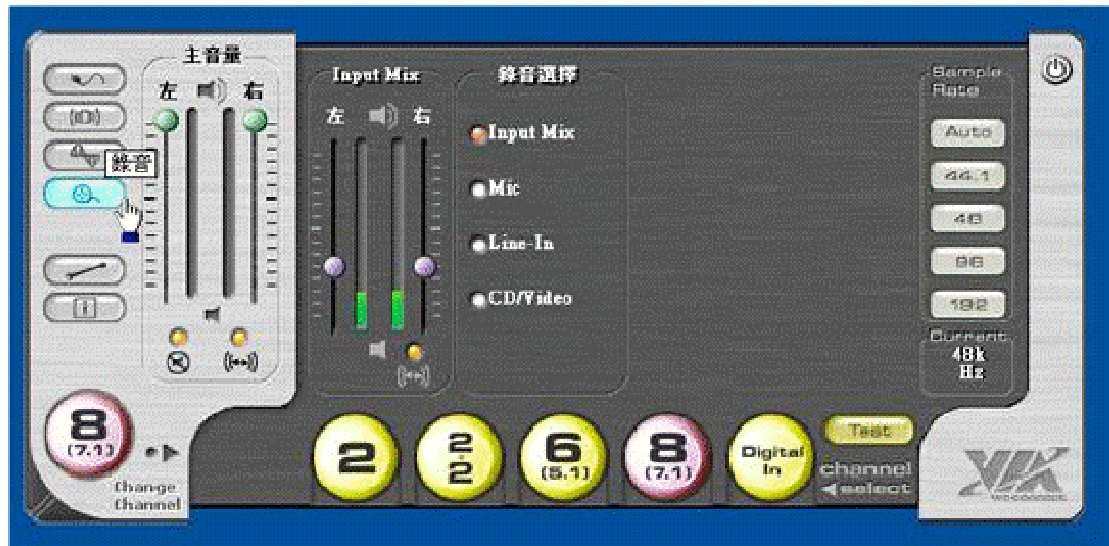 主音量
左 右
錄音
8
(7.1)
Change
Channel
Input Mix
左 右
錄音選擇
Input Mix
Mic
Line-In
CD/Video
Sample
Rate
Auto
44.1
48
96
192
Current
48k
Hz
2
2.2
6
(5.1)
8
(7.1)
Digital
In
Test
channel
select
VIA